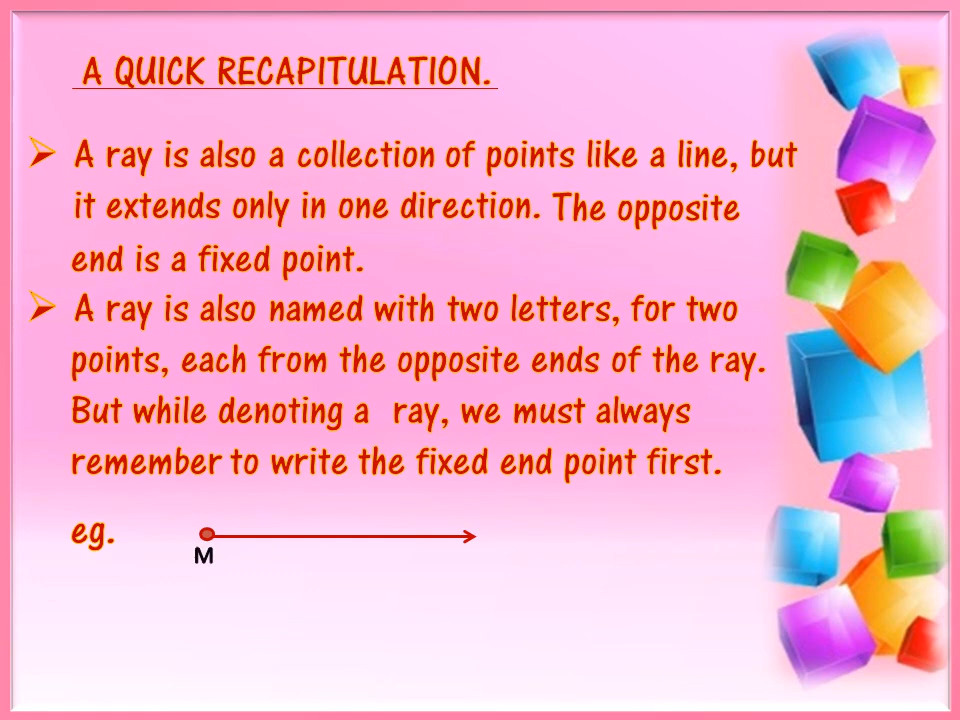 A QUICK RECAPITULATION.
A ray is also a collection of points like a line, but
it extends only in one direction. The opposite
end is a fixed point.
A ray is also named with two letters, for two
points, each from the opposite ends of the ray.
But while denoting a ray, we must always
remember to write the fixed end point first.
eg.
M